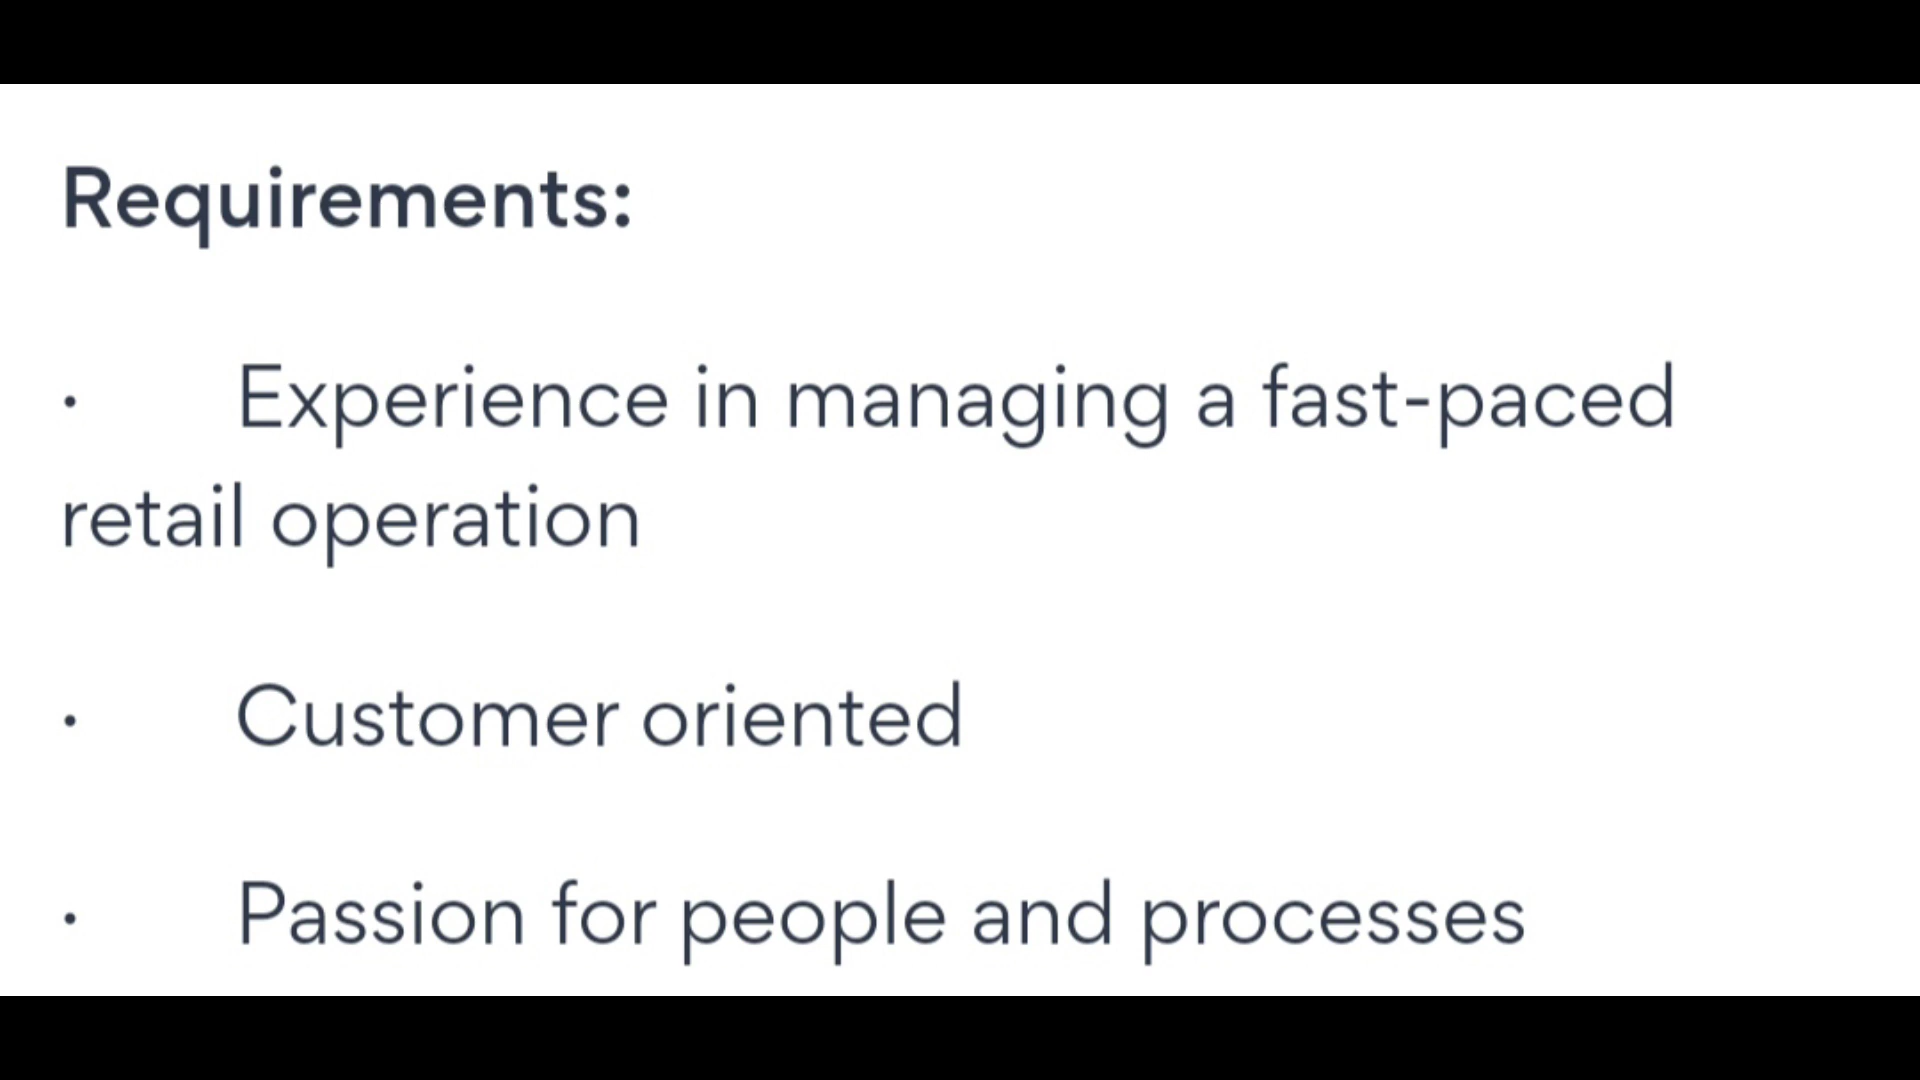 Requirements:
· Experience in managing a fast-paced
retail operation
· Customer oriented
· Passion for people and processes